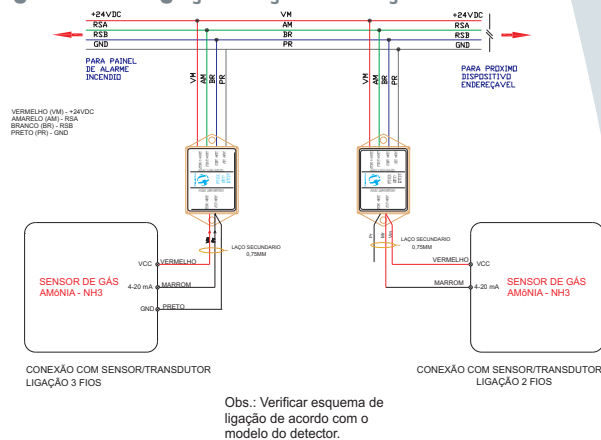 +24VDC VM +24VDC
RSA AM RSA
RSB BR RSB
GND PR GND
PARA PAINEL
DE ALARME
INCENDIO
PARA PROXIMO
DISPOSITIVO
ENDEREÇAVEL
VM AM BR PR
VM AM BR PR
VERMELHO (VM) - +24VDC
AMARELO (AM) - RSA
BRANCO (BR) - RSB
PRETO (PR) - GND
LAÇO SECUNDARIO
0,75MM
LAÇO SECUNDARIO
0,75MM
VCC VERMELHO
SENSOR DE GÁS
AMôNIA - NH3
4-20 mA MARROM
GND PRETO
VERMELHO VCC
SENSOR DE GÁS
AMôNIA - NH3
MARROM 4-20 mA
CONEXÃO COM SENSOR/TRANSDUTOR
LIGAÇÃO 3 FIOS
CONEXÃO COM SENSOR/TRANSDUTOR
LIGAÇÃO 2 FIOS
Obs.: Verificar esquema de
ligação de acordo com o
modelo do detector.